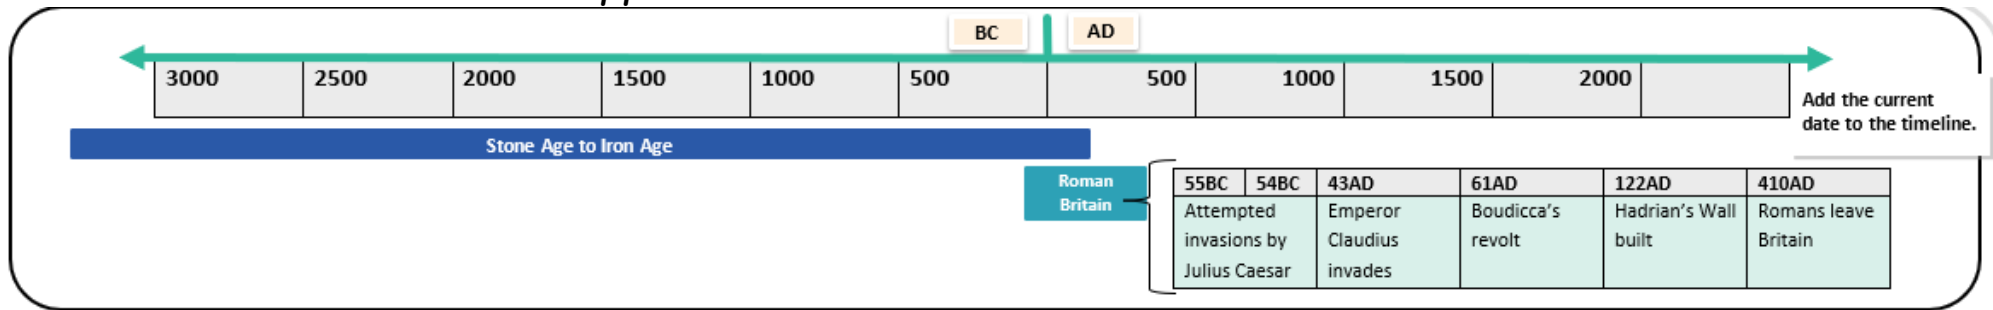 BC AD
3000 2500 2000 1500 1000 500 500 1000 1500 2000
Add the current
date to the timeline.
Stone Age to Iron Age
Roman
Britain
55BC 54BC 43AD 61AD 122AD 410AD
Attempted Emperor Boudicca's Hadrian's Wall Romans leave
invasions by Claudius revolt built Britain
Julius Caesar invades